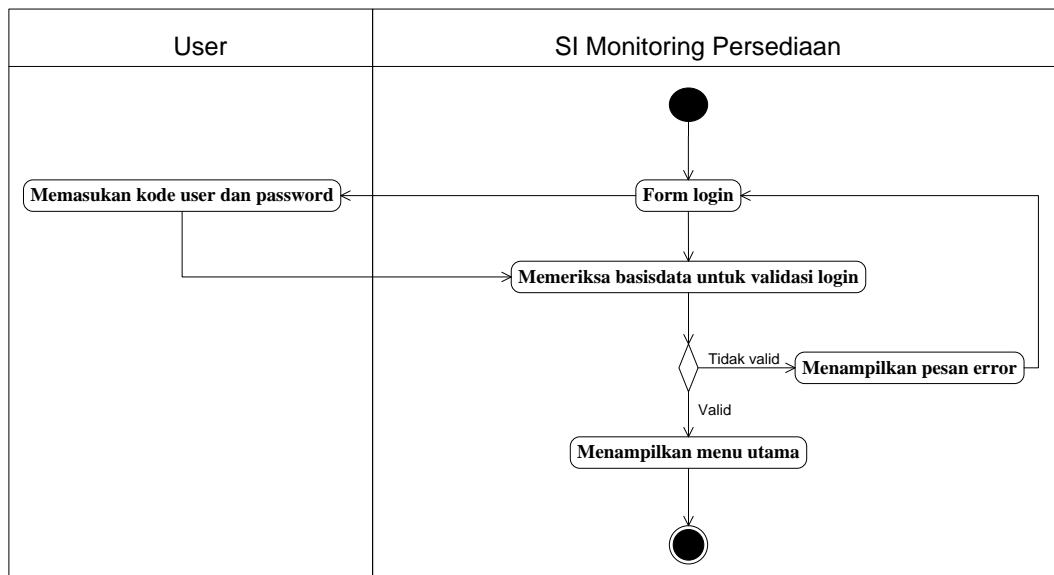 User
SI Monitoring Persediaan
Memasukan kode user dan password
Form login
Memeriksa basisdata untuk validasi login
Tidak valid
Menampilkan pesan error
Valid
Menampilkan menu utama